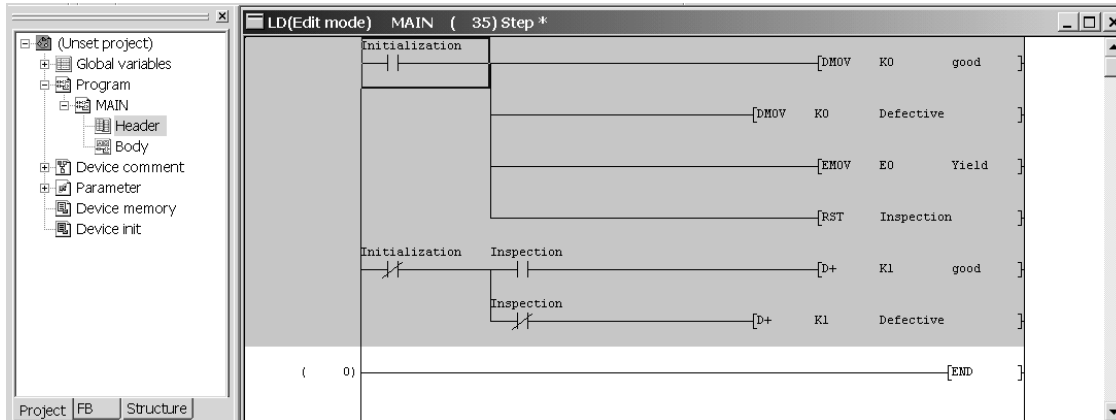 LD(Edit mode) MAIN ( 35) Step *
(Unset project)
Global variables
Program
MAIN
Header
Body
Device comment
Parameter
Device memory
Device init
Project FB Structure
Initialization
DMOV K0 good
DMOV K0 Defective
EMOV E0 Yield
RST Inspection
Initialization Inspection
D+ K1 good
Inspection
D+ K1 Defective
( 0) END